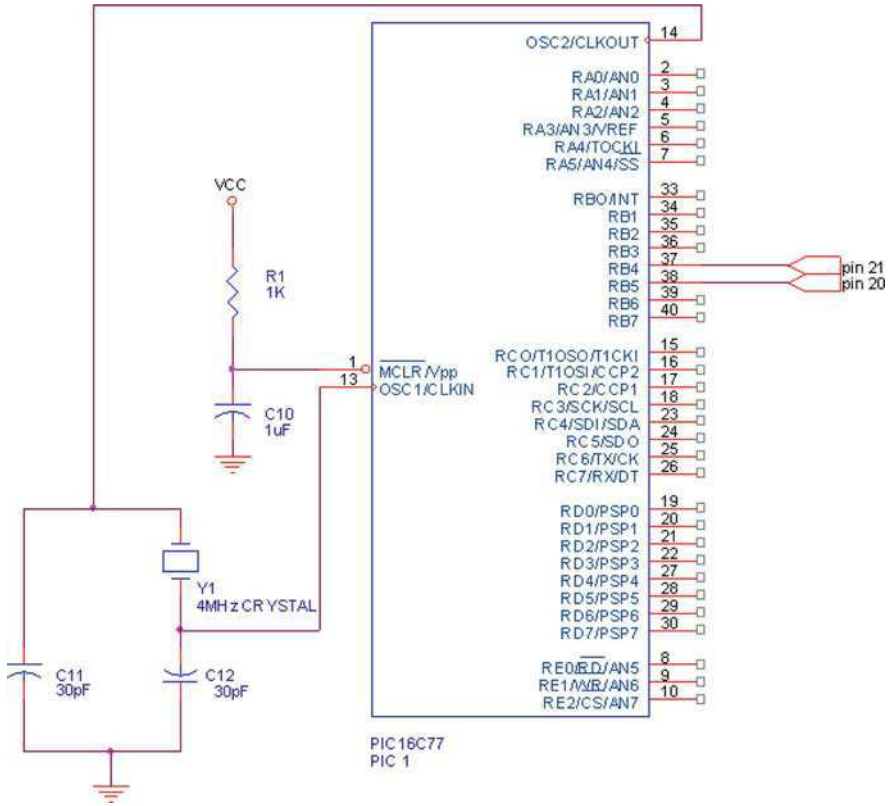 OSC2/CLKOUT 14
RA0/AN0 2
RA1/AN1 3
RA2/AN2 4
RA3/AN3/VREF 5
RA4/TOCKI 6
RA5/AN4/SS 7
RBO/INT 33
RB1 34
RB2 35
RB3 36
RB4 37
RB5 38
RB6 39
RB7 40
pin 21
pin 20
VCC
R1
1K
1 MCLR/Vpp
13 OSC1/CLKIN
C10
1uF
RCO/T1OSO/T1CKI 15
RC1/T1OSI/CCP2 16
RC2/CCP1 17
RC3/SCK/SCL 18
RC4/SDI/SDA 23
RC5/SDO 24
RC6/TX/CK 25
RC7/RX/DT 26
RD0/PSP0 19
RD1/PSP1 20
RD2/PSP2 21
RD3/PSP3 22
RD4/PSP4 27
RD5/PSP5 28
RD6/PSP6 29
RD7/PSP7 30
Y1
4MHz CRYSTAL
C11
30pF
C12
30pF
RE0/RD/AN5 8
RE1/WR/AN6 9
RE2/CS/AN7 10
PIC16C77
PIC 1